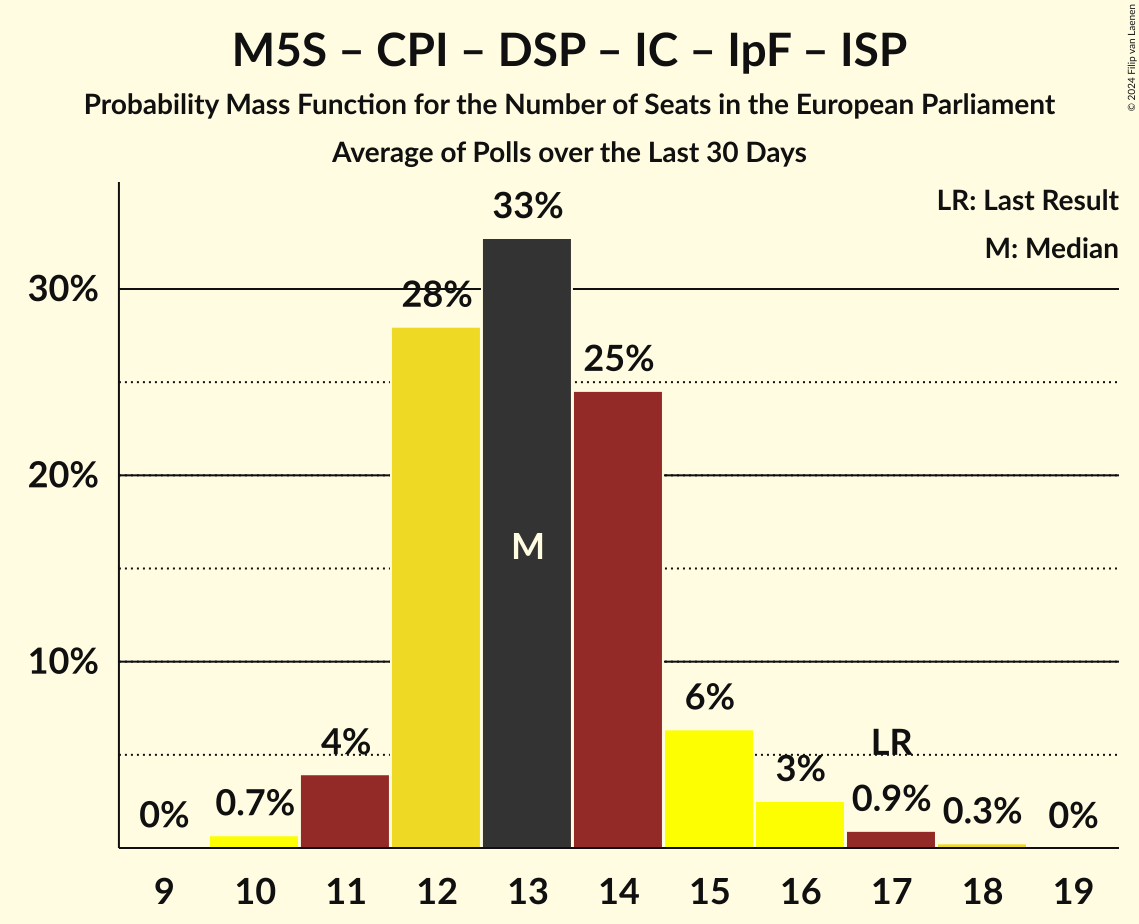 M5S – CPI – DSP – IC – IpF – ISP
Probability Mass Function for the Number of Seats in the European Parliament
Average of Polls over the Last 30 Days
© 2024 Filip van Laenen
LR: Last Result
M: Median
30%
20%
10%
0%
0.7%
4%
28%
33%
M
25%
6%
3%
LR
0.9%
0.3%
0%
9 10 11 12 13 14 15 16 17 18 19